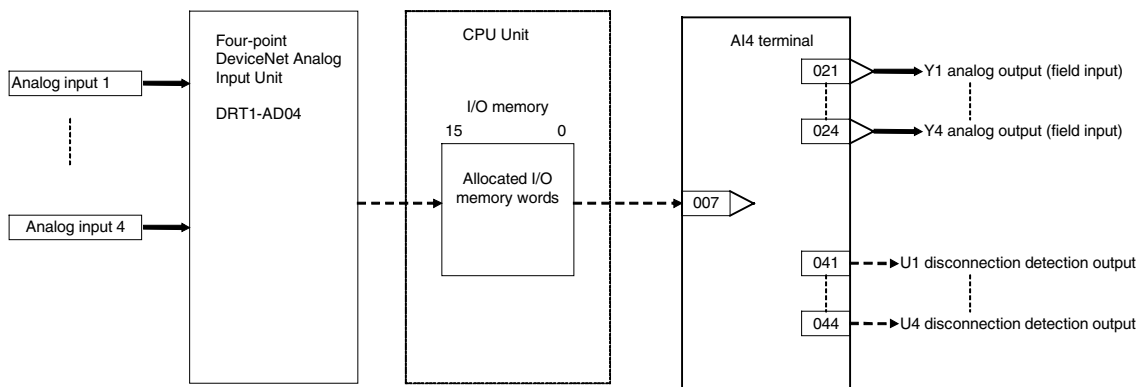 Four-point
DeviceNet Analog
Input Unit
DRT1-AD04
Analog input 1
Analog input 4
CPU Unit
I/O memory
15 0
Allocated I/O
memory words
AI4 terminal
021
Y1 analog output (field input)
024
Y4 analog output (field input)
007
041
U1 disconnection detection output
044
U4 disconnection detection output